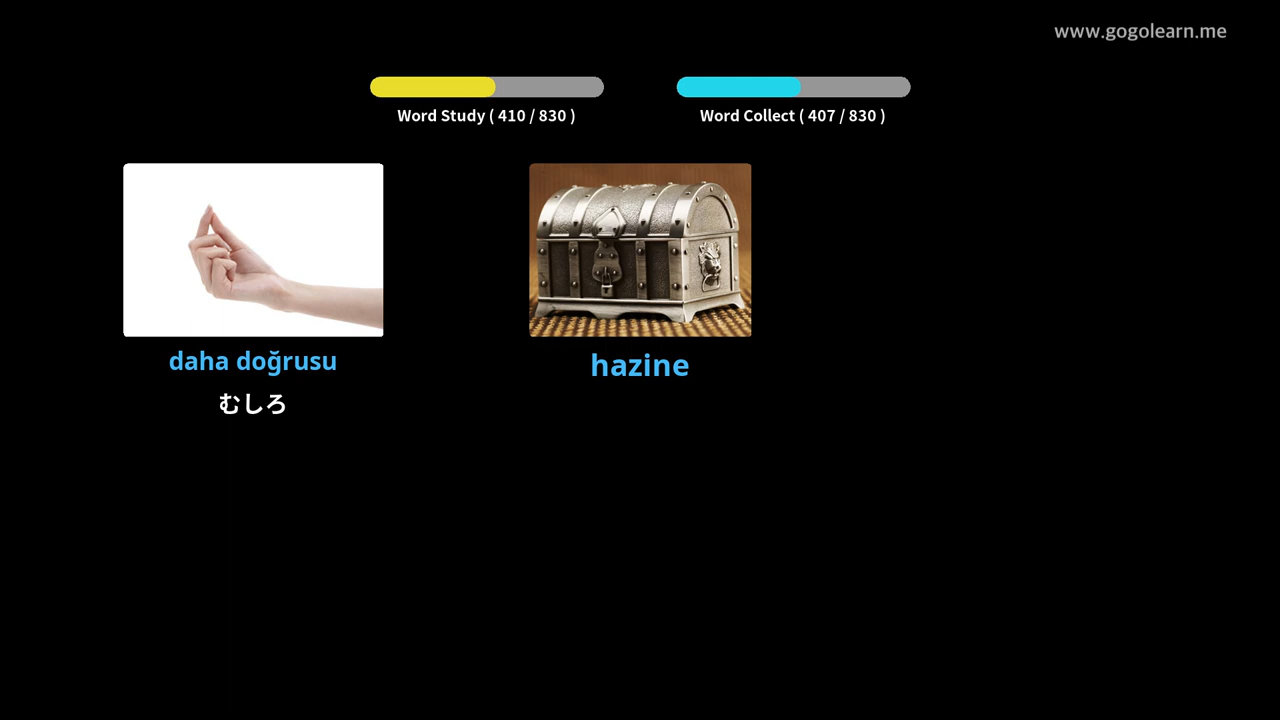 www.gogolearn.me
Word Study ( 410 / 830 )
Word Collect ( 407 / 830 )
daha doğrusu
むしろ
hazine